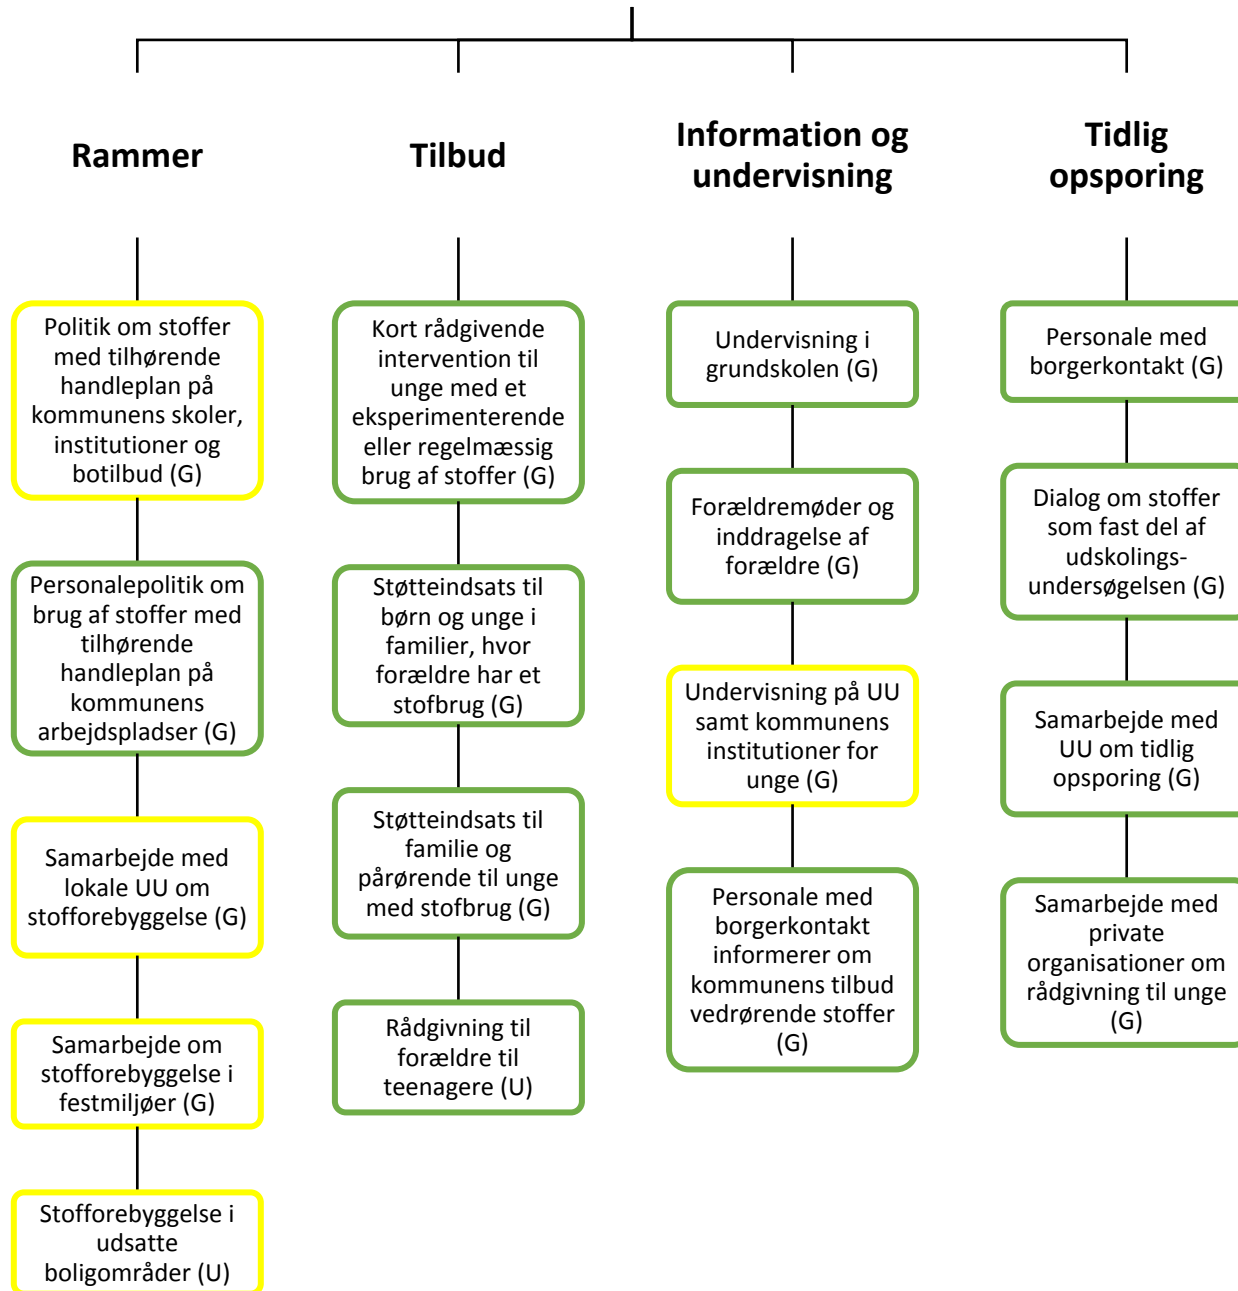 Rammer
Politik om stoffer
med tilhørende
handleplan på
kommunens skoler,
institutioner og
botilbud (G)
Personalepolitik om
brug af stoffer med
tilhørende
handleplan på
kommunens
arbejdspladser (G)
Samarbejde med
lokale UU om
stofforebyggelse (G)
Samarbejde om
stofforebyggelse i
festmiljøer (G)
Stofforebyggelse i
udsatte
boligområder (U)
Tilbud
Kort rådgivende
intervention til
unge med et
eksperimenterende
eller regelmæssig
brug af stoffer (G)
Støtteindsats til
børn og unge i
familier, hvor
forældre har et
stofbrug (G)
Støtteindsats til
familie og
pårørende til unge
med stofbrug (G)
Rådgivning til
forældre til
teenagere (U)
Information og
undervisning
Undervisning i
grundskolen (G)
Forældremøder og
inddragelse af
forældre (G)
Undervisning på UU
samt kommunens
institutioner for
unge (G)
Personale med
borgerkontakt
informerer om
kommunens tilbud
vedrørende stoffer
(G)
Tidlig
opsporing
Personale med
borgerkontakt (G)
Dialog om stoffer
som fast del af
udskolings-
undersøgelsen (G)
Samarbejde med
UU om tidlig
opsporing (G)
Samarbejde med
private
organisationer om
rådgivning til unge
(G)